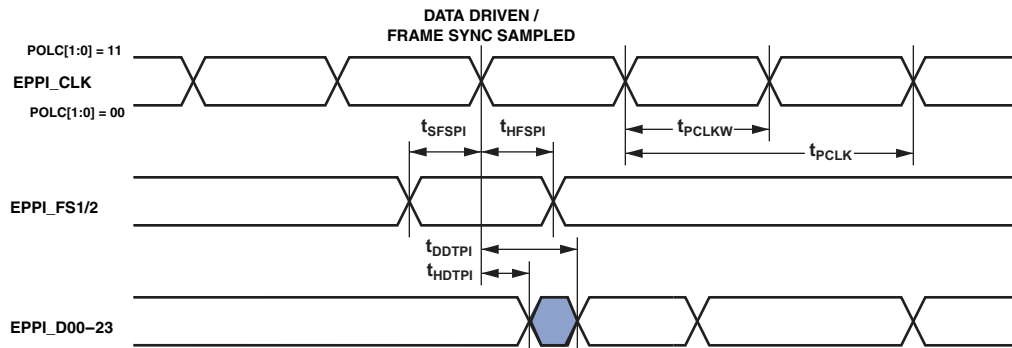 DATA DRIVEN /
FRAME SYNC SAMPLED
POLC[1:0] = 11
EPPI_CLK
POLC[1:0] = 00
tSFSPI
tHFSPI
tPCLKW
tPCLK
EPPI_FS1/2
tDDTPI
tHDTPI
EPPI_D00–23